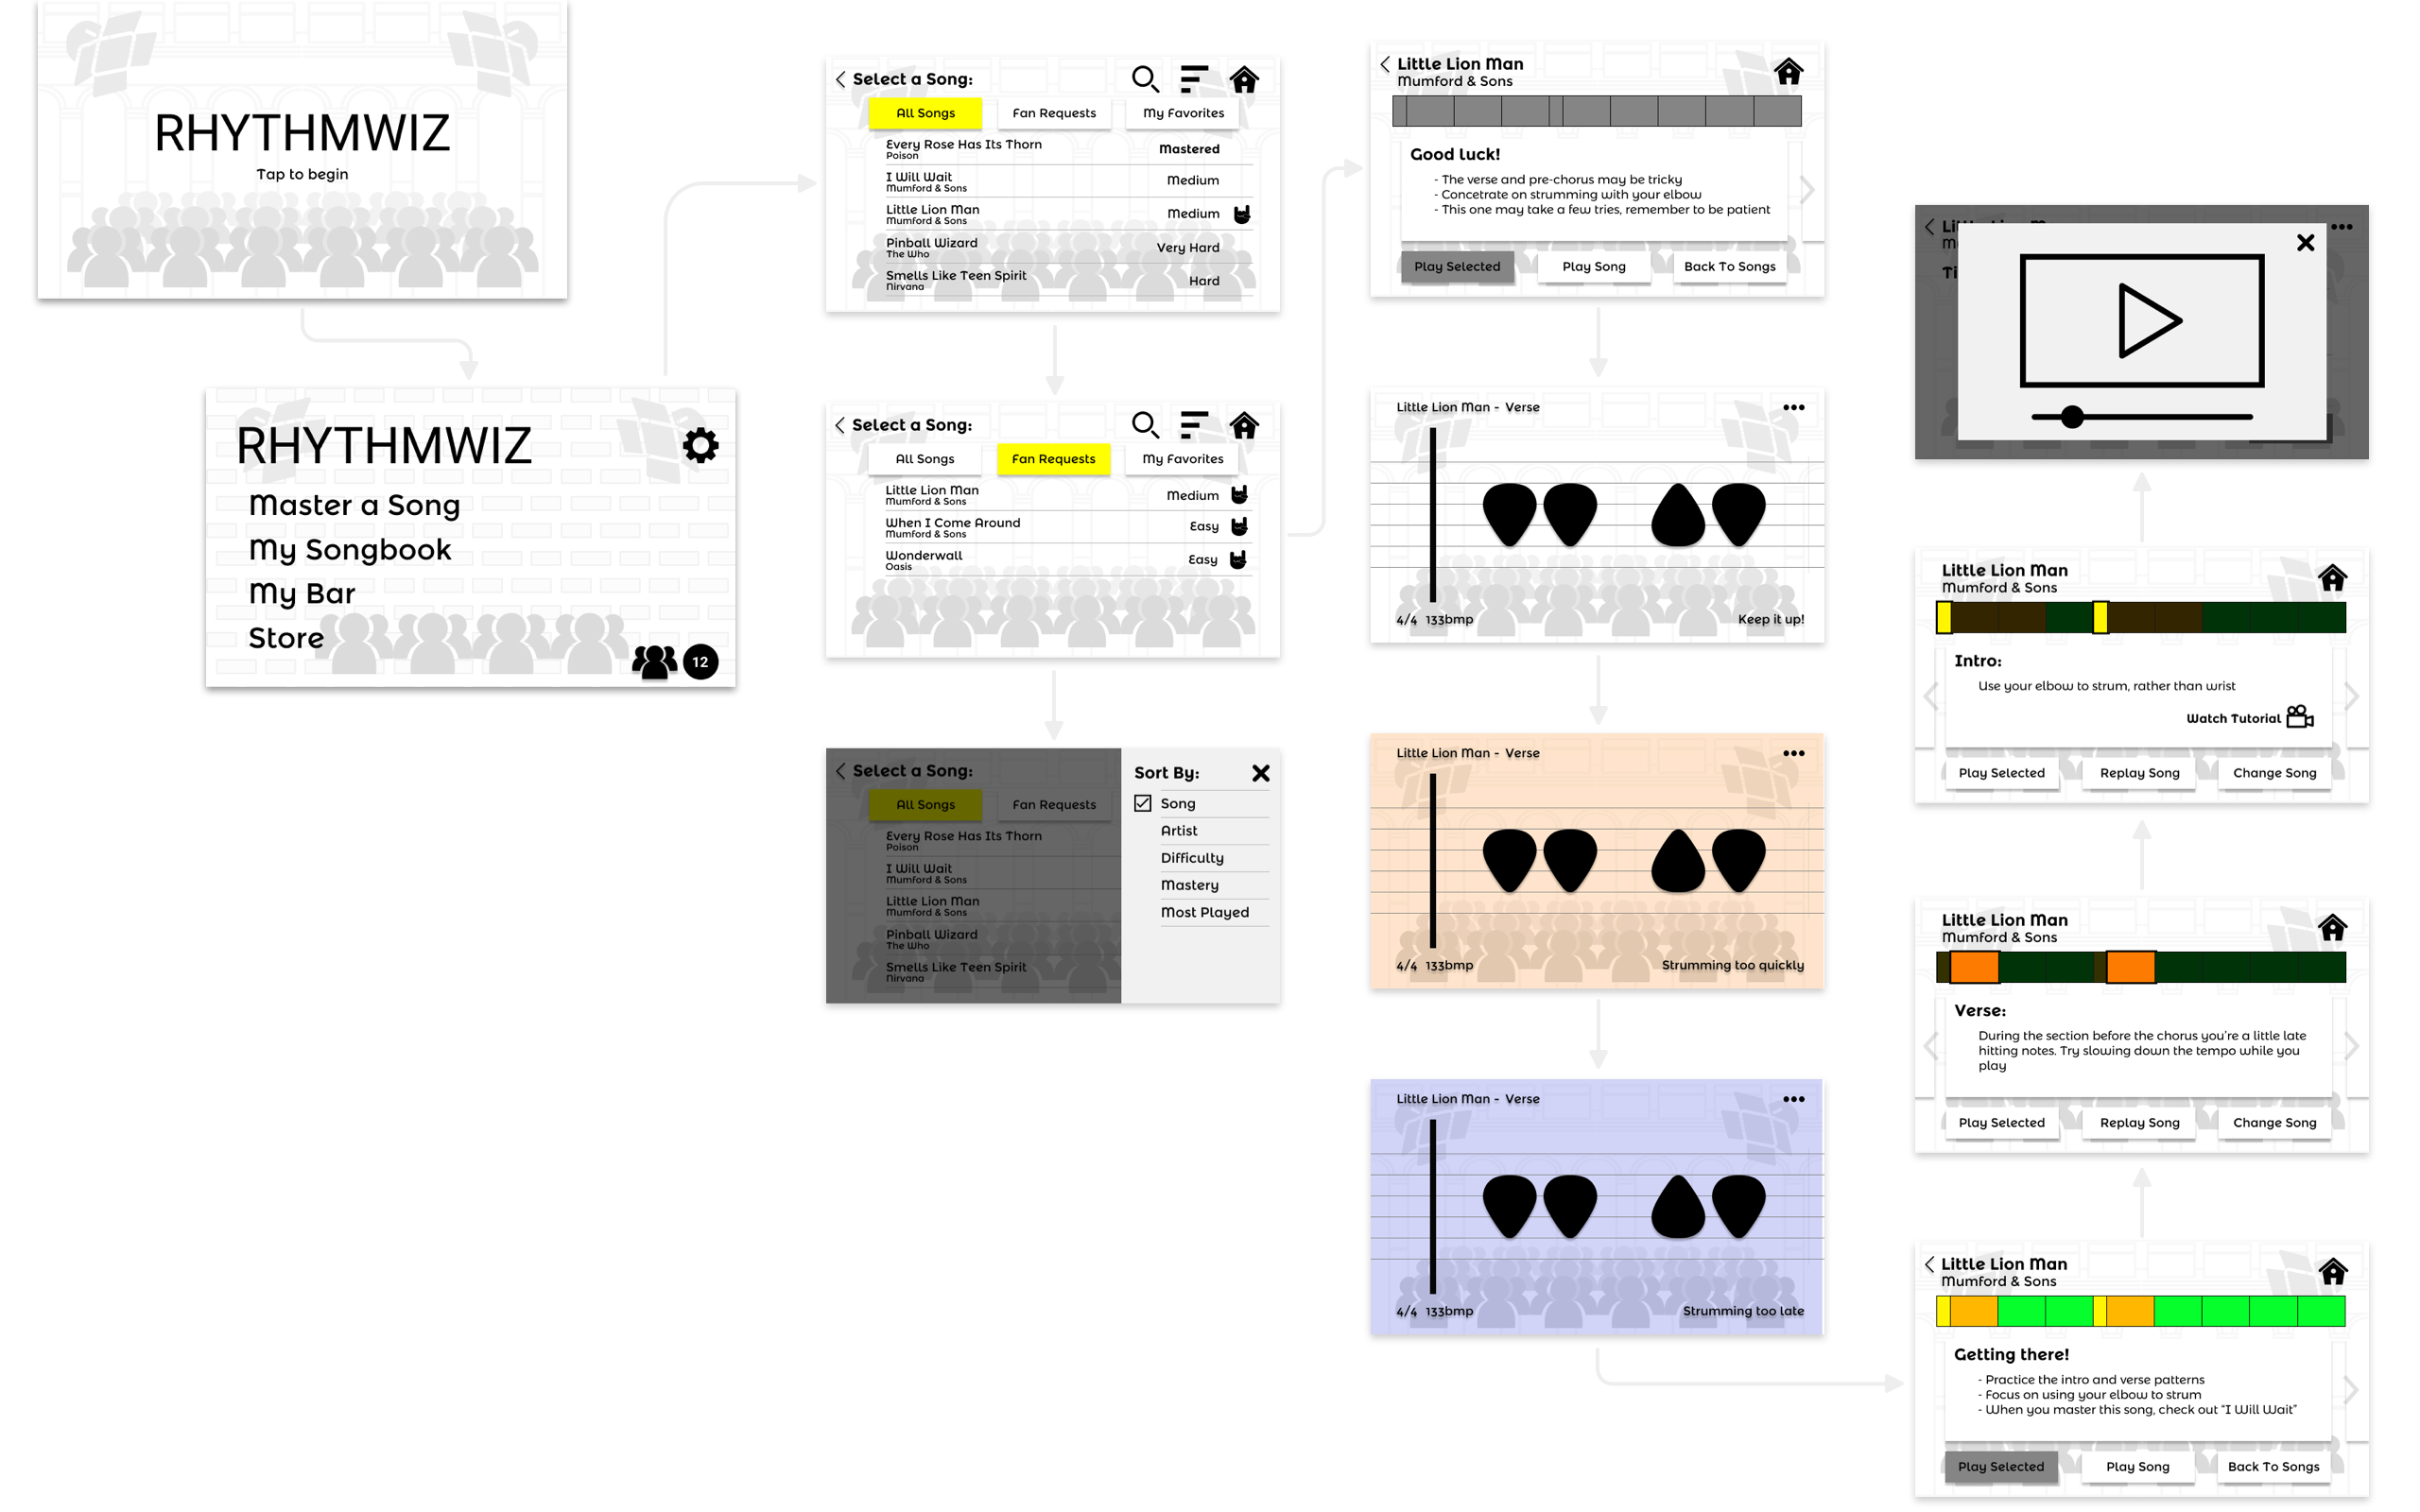 RHYTHMWIZ
Tap to begin
RHYTHMWIZ
Master a Song
My Songbook
My Bar
Store
12
Select a Song:
All Songs
Fan Requests
My Favorites
Every Rose Has Its Thorn
Poison
Mastered
I Will Wait
Mumford & Sons
Medium
Little Lion Man
Mumford & Sons
Medium
Pinball Wizard
The Who
Very Hard
Smells Like Teen Spirit
Nirvana
Hard
Select a Song:
All Songs
Fan Requests
My Favorites
Little Lion Man
Mumford & Sons
Medium
When I Come Around
Mumford & Sons
Easy
Wonderwall
Oasis
Easy
Select a Song:
All Songs
Fan Requests
Every Rose Has Its Thorn
Poison
I Will Wait
Mumford & Sons
Little Lion Man
Mumford & Sons
Pinball Wizard
The Who
Smells Like Teen Spirit
Nirvana
Sort By:
Song
Artist
Difficulty
Mastery
Most Played
Little Lion Man
Mumford & Sons
Good luck!
- The verse and pre-chorus may be tricky
- Concetrate on strumming with your elbow
- This one may take a few tries, remember to be patient
Play Selected
Play Song
Back To Songs
Little Lion Man - Verse
4/4 133bmp
Keep it up!
Little Lion Man - Verse
4/4 133bmp
Strumming too quickly
Little Lion Man - Verse
4/4 133bmp
Strumming too late
Little Lion Man
Mumford & Sons
Intro:
Use your elbow to strum, rather than wrist
Watch Tutorial
Play Selected
Replay Song
Change Song
Little Lion Man
Mumford & Sons
Verse:
During the section before the chorus you're a little late
hitting notes. Try slowing down the tempo while you
play
Play Selected
Replay Song
Change Song
Little Lion Man
Mumford & Sons
Getting there!
- Practice the intro and verse patterns
- Focus on using your elbow to strum
- When you master this song, check out "I Will Wait"
Play Selected
Play Song
Back To Songs